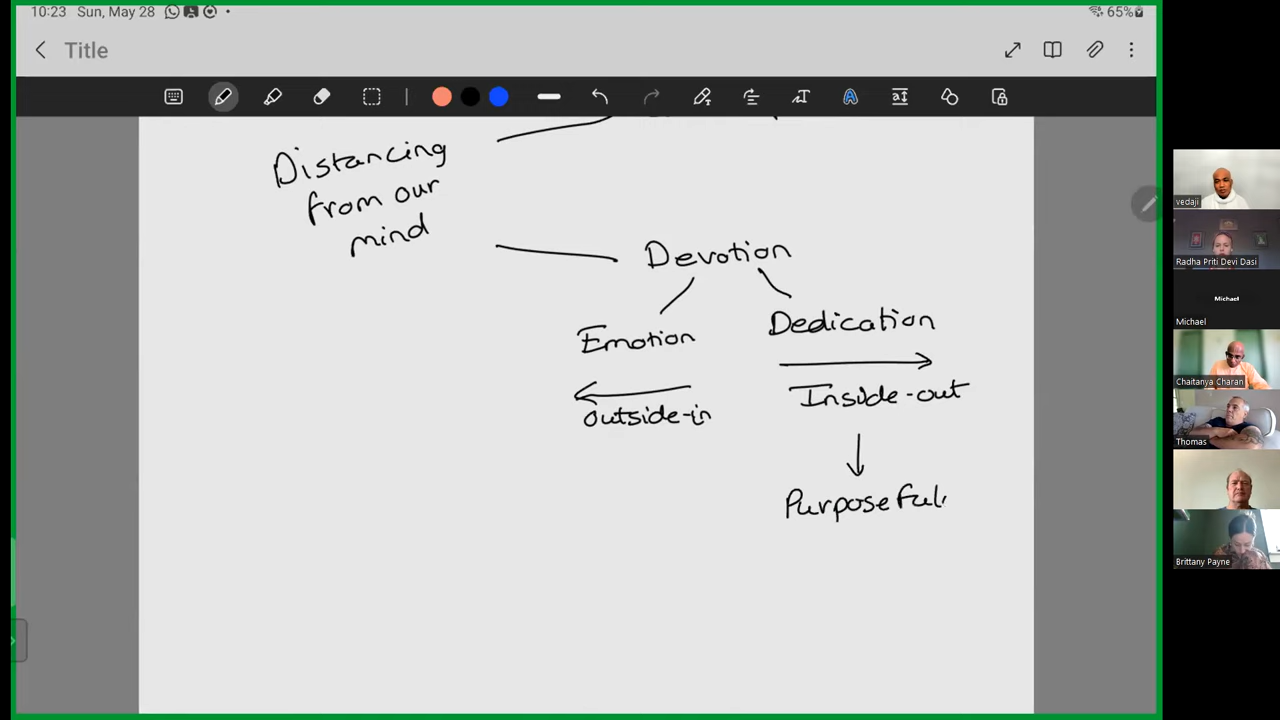 10:23 Sun, May 28
65%
Title
Distancing
from our
mind
Devotion
Emotion
Dedication
outside-in
Inside-out
Purposeful
vedaji
Radha Priti Devi Dasi
Michael
Michael
Chaitanya Charan
Thomas
Brittany Payne